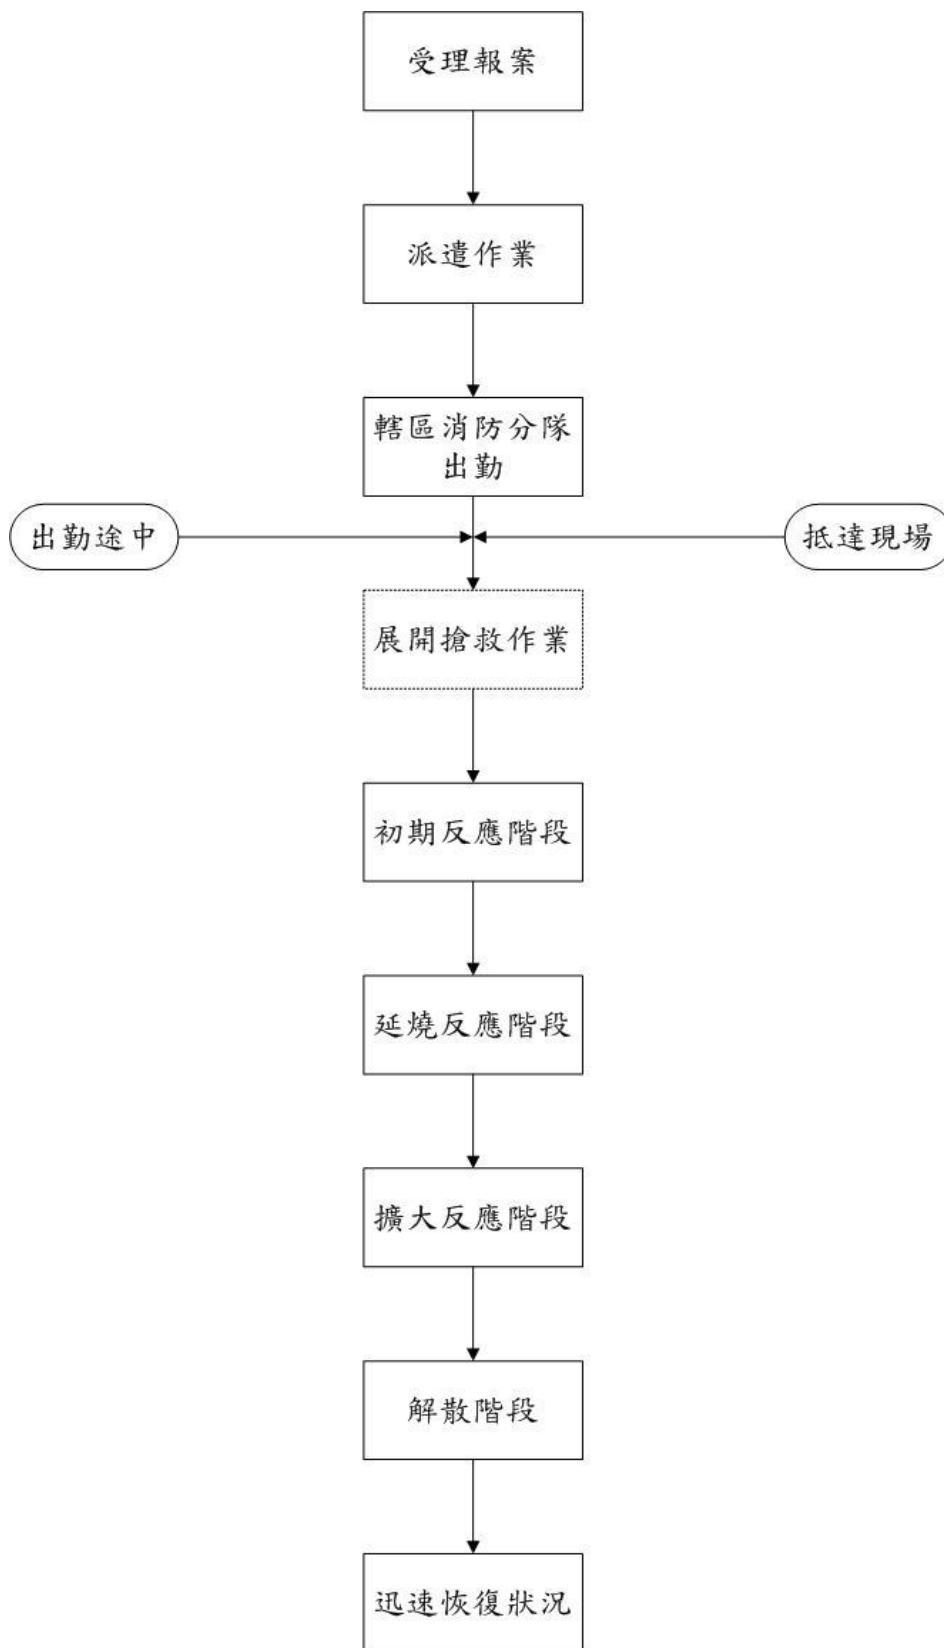 受理報案
派遣作業
轄區消防分隊
出勤
出勤途中
抵達現場
展開搶救作業
初期反應階段
延燒反應階段
擴大反應階段
解散階段
迅速恢復狀況